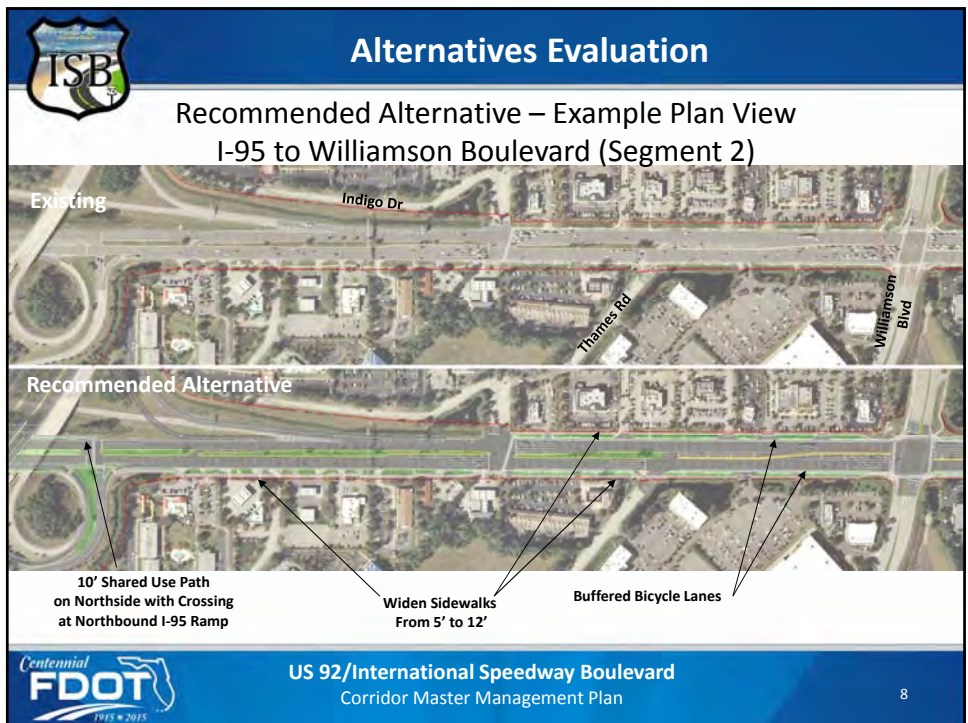 ISB
Alternatives Evaluation
Recommended Alternative – Example Plan View
I-95 to Williamson Boulevard (Segment 2)
Existing
Indigo Dr
Thames Rd
Williamson
Blvd
Recommended Alternative
10' Shared Use Path
on Northside with Crossing
at Northbound I-95 Ramp
Widen Sidewalks
From 5' to 12'
Buffered Bicycle Lanes
Centennial
FDOT
1915 ★ 2015
US 92/International Speedway Boulevard
Corridor Master Management Plan
8